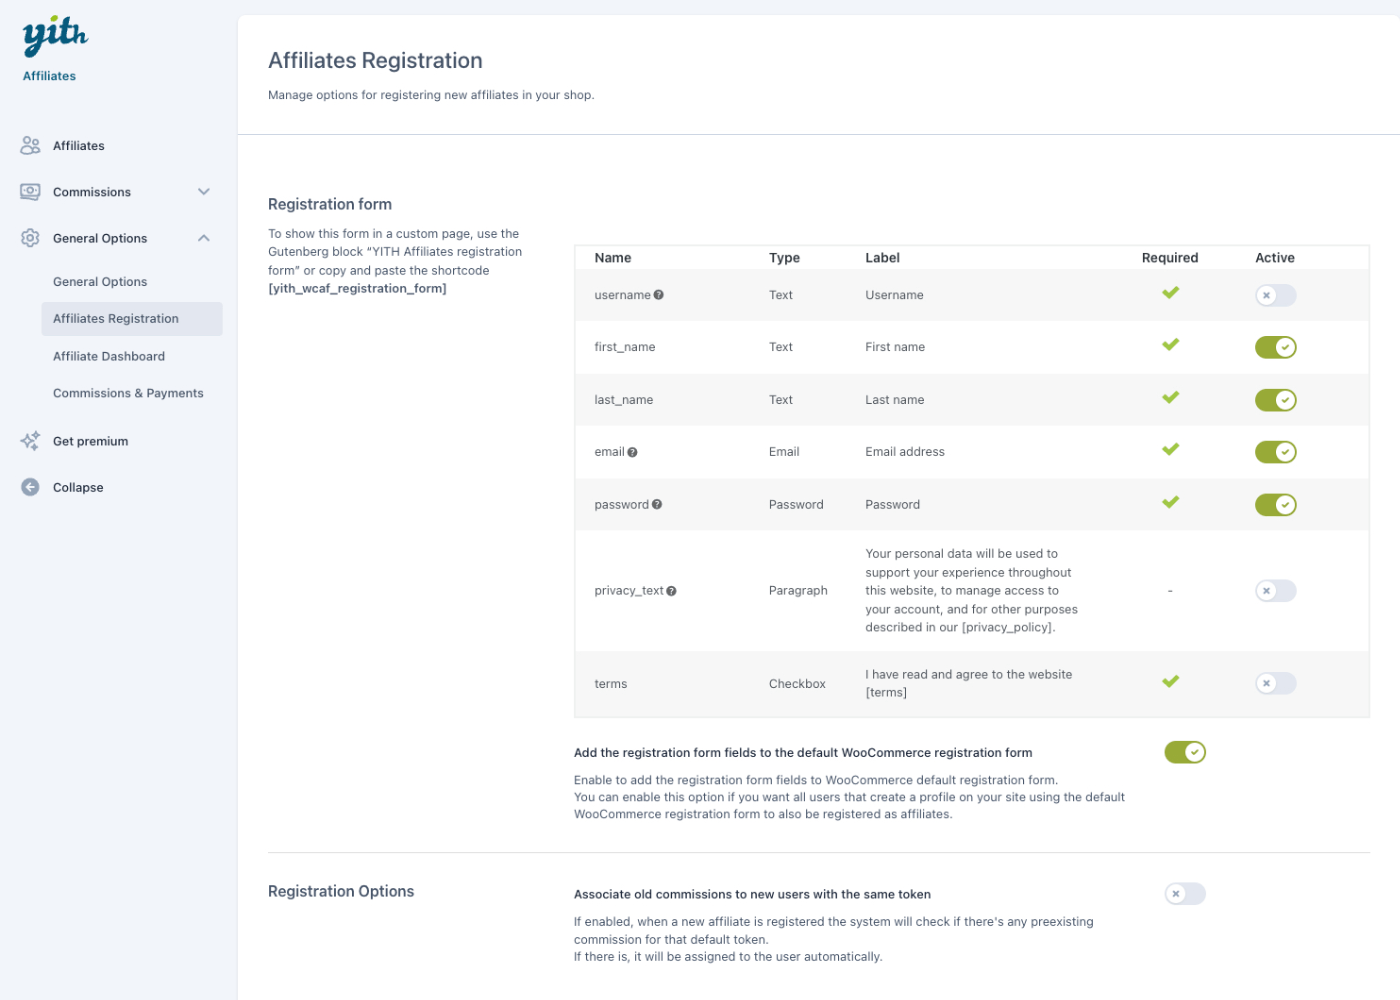 yith
Affiliates
Affiliates
Commissions
General Options
General Options
Affiliates Registration
Affiliate Dashboard
Commissions & Payments
Get premium
Collapse
Affiliates Registration
Manage options for registering new affiliates in your shop.
Registration form
To show this form in a custom page, use the
Gutenberg block “YITH Affiliates registration
form” or copy and paste the shortcode
[yith_wcaf_registration_form]
Name Type Label Required Active
username Text Username
first_name Text First name
last_name Text Last name
email Email Email address
password Password Password
privacy_text Paragraph Your personal data will be used to
support your experience throughout
this website, to manage access to
your account, and for other purposes
described in our [privacy_policy]. -
terms Checkbox I have read and agree to the website
[terms]
Add the registration form fields to the default WooCommerce registration form
Enable to add the registration form fields to WooCommerce default registration form.
You can enable this option if you want all users that create a profile on your site using the default
WooCommerce registration form to also be registered as affiliates.
Registration Options
Associate old commissions to new users with the same token
If enabled, when a new affiliate is registered the system will check if there's any preexisting
commission for that default token.
If there is, it will be assigned to the user automatically.